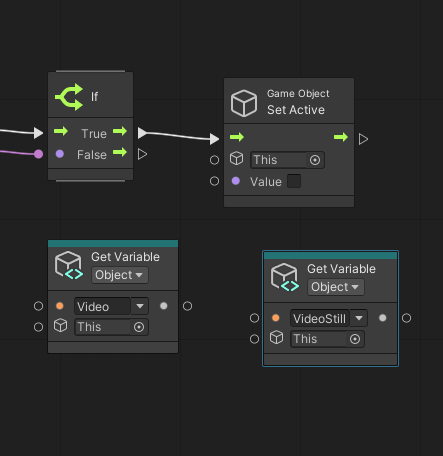 If
True
False
Game Object
Set Active
This
Value
Get Variable
Object
Video
This
Get Variable
Object
VideoStill
This